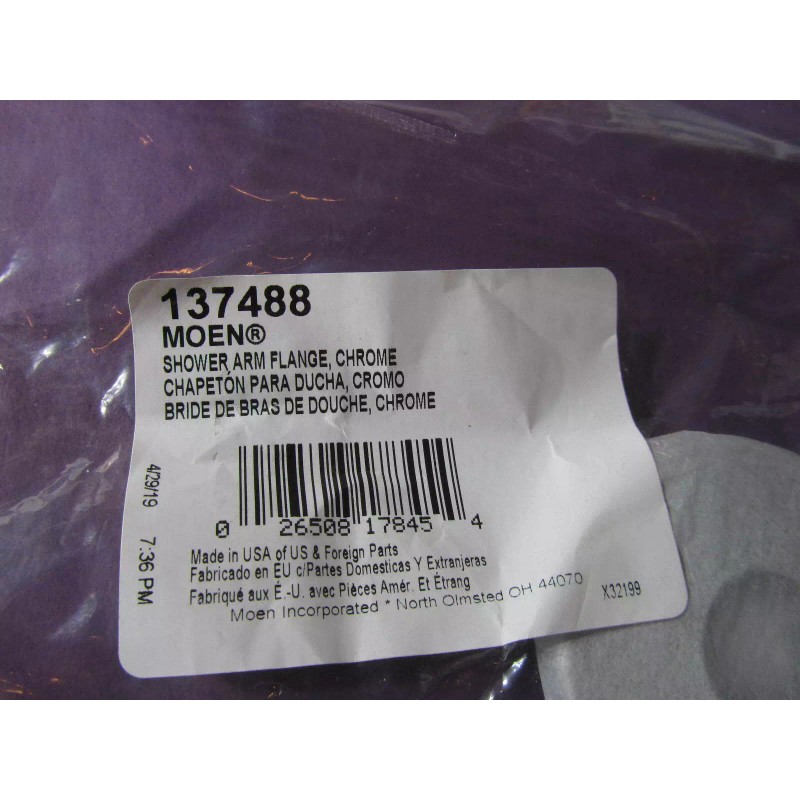 137488
MOEN®
SHOWER ARM FLANGE, CHROME
CHAPETÓN PARA DUCHA, CROMO
BRIDE DE BRAS DE DOUCHE, CHROME
4/29/19 7:36 PM
0 26508 17845 4
Made in USA of US & Foreign Parts
Fabricado en EU c/Partes Domesticas Y Extranjeras
Fabriqué aux É.-U. avec Pièces Amér. Et Étrang
Moen Incorporated * North Olmsted OH 44070
X32199